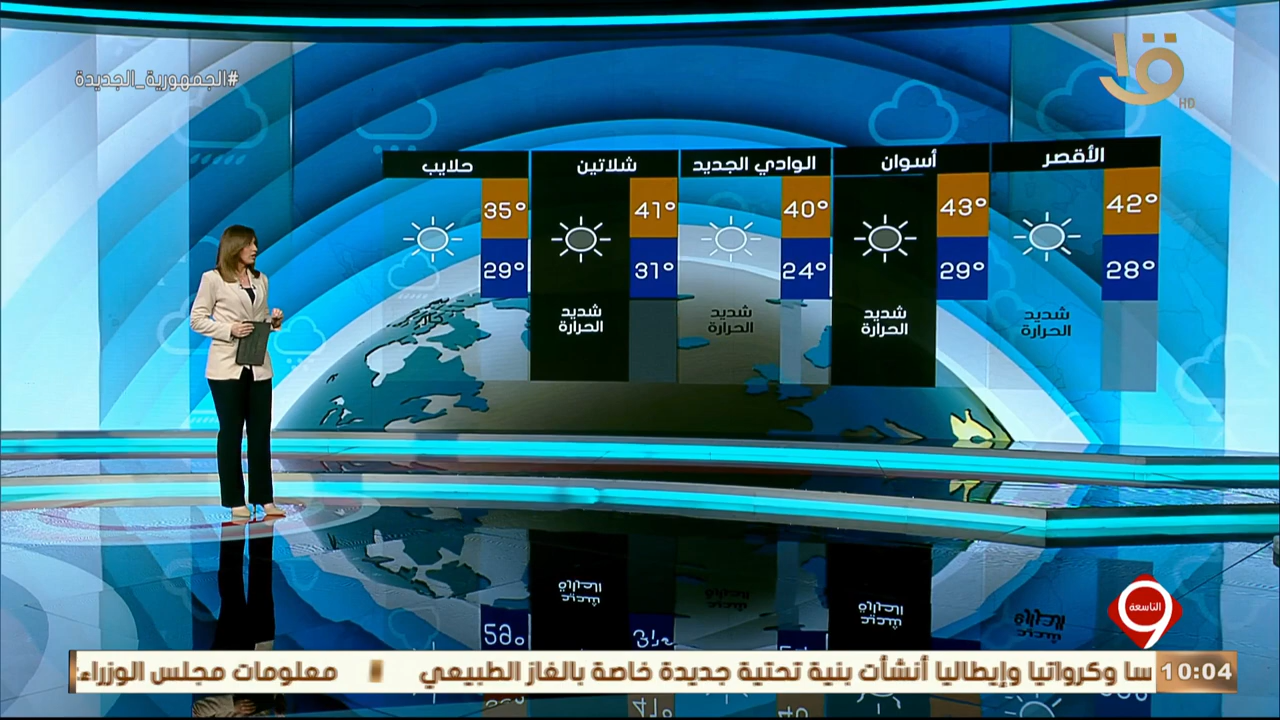 #الجمهورية_الجديدة
HD
الأقصر
42°
28°
شديد
الحرارة
أسوان
43°
29°
شديد
الحرارة
الوادي الجديد
40°
24°
شديد
الحرارة
شلاتين
41°
31°
شديد
الحرارة
حلايب
35°
29°
التاسعة
9
10:04
سا وكرواتيا وإيطاليا أنشأت بنية تحتية جديدة خاصة بالغاز الطبيعي
معلومات مجلس الوزراء: